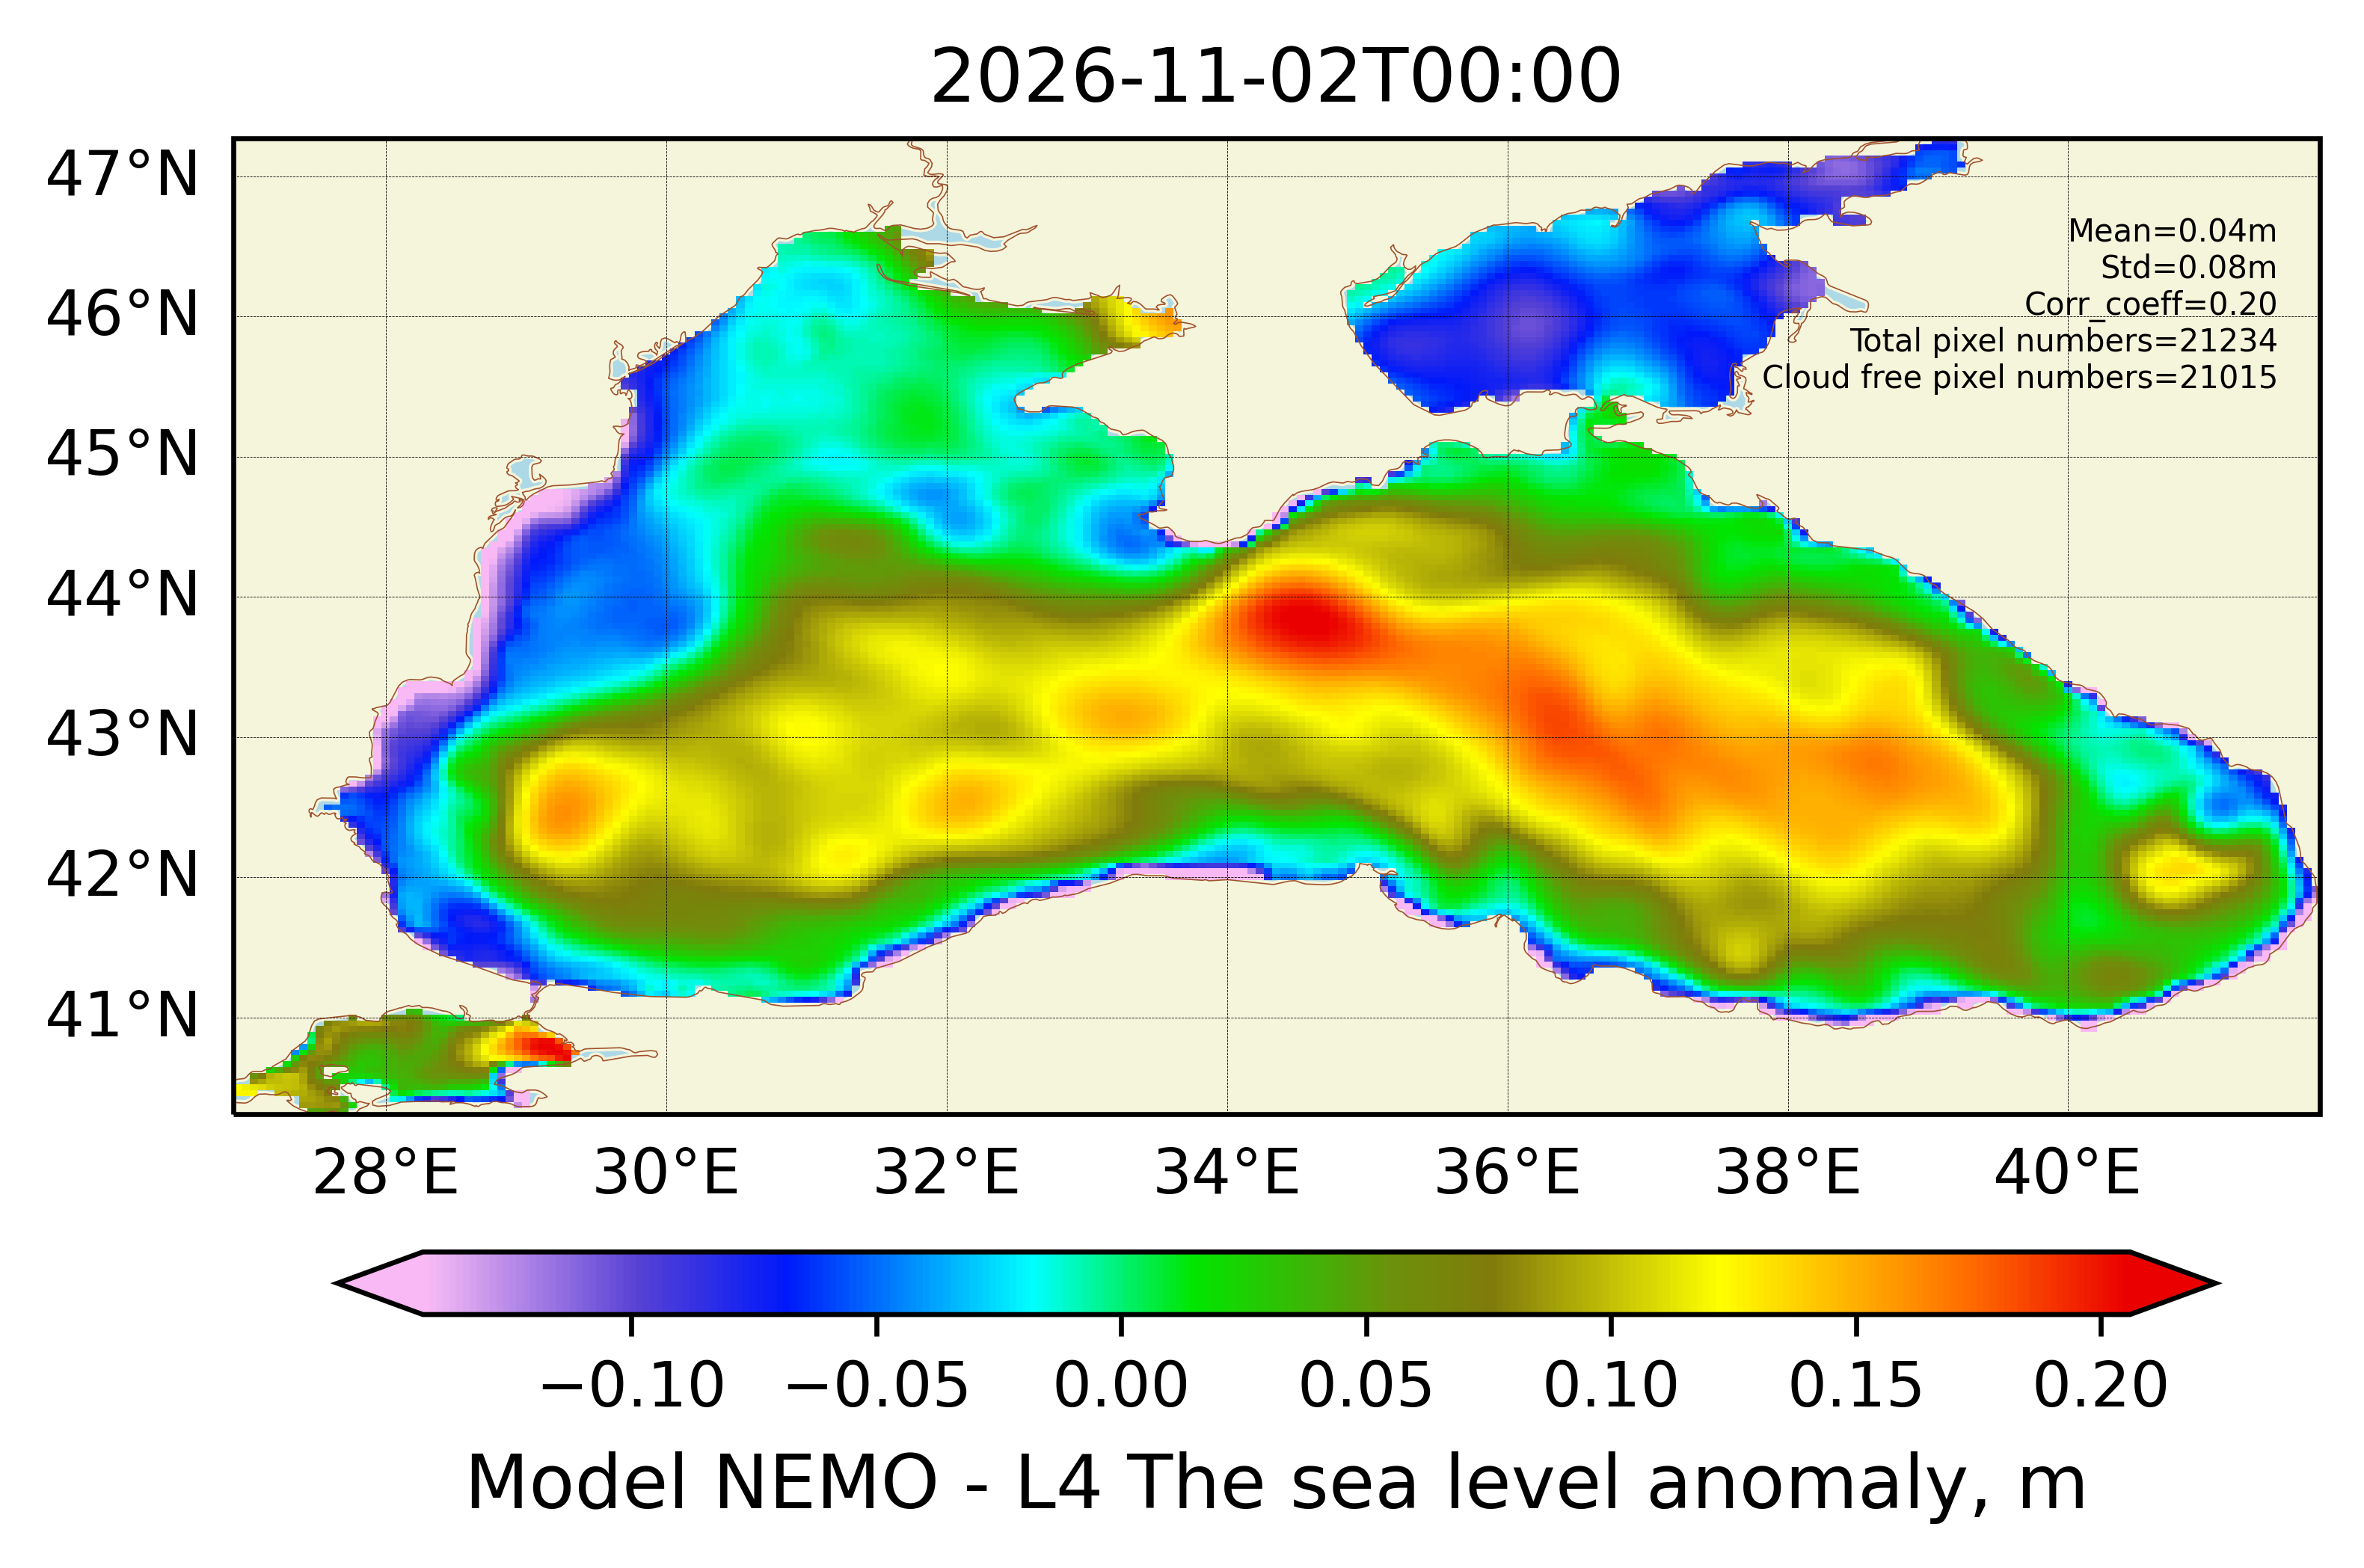 2026-11-02T00:00
47°N
46°N
45°N
44°N
43°N
42°N
41°N
Mean=0.04m
Std=0.08m
Corr_coeff=0.20
Total pixel numbers=21234
Cloud free pixel numbers=21015
28°E 30°E 32°E 34°E 36°E 38°E 40°E
−0.10 −0.05 0.00 0.05 0.10 0.15 0.20
Model NEMO - L4 The sea level anomaly, m